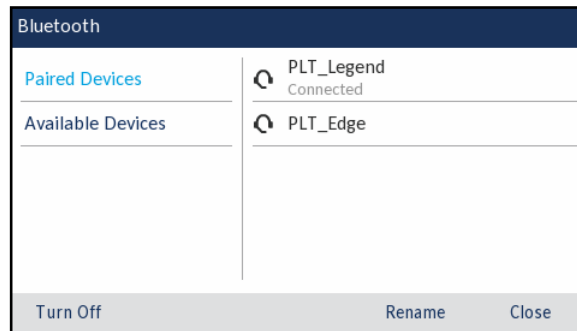 Bluetooth
Paired Devices
Available Devices
PLT_Legend
Connected
PLT_Edge
Turn Off
Rename
Close